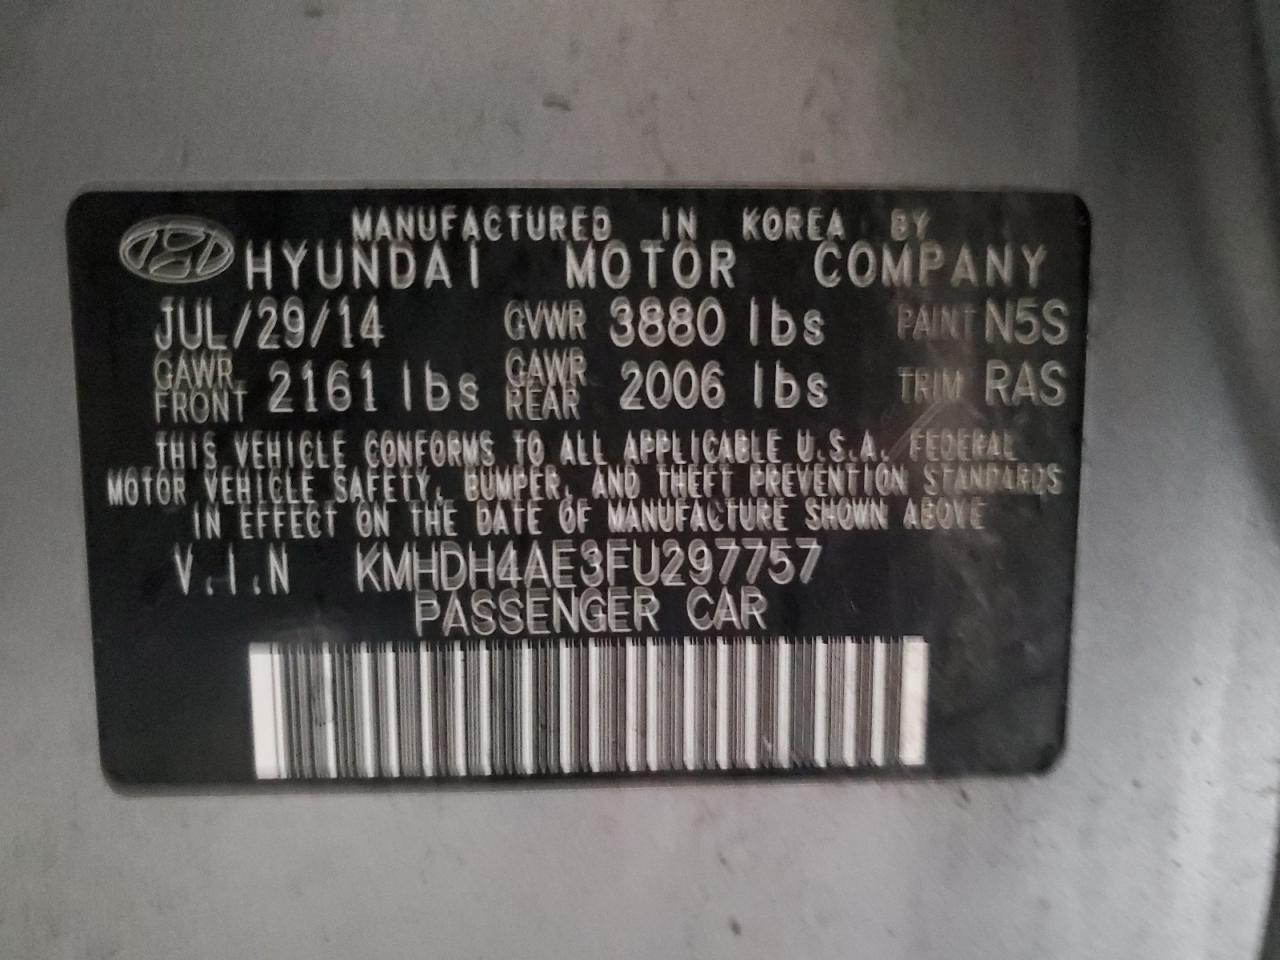 MANUFACTURED IN KOREA BY
HYUNDAI MOTOR COMPANY
JUL/29/14 GVWR 3880 lbs PAINT N5S
GAWR FRONT 2161 lbs GAWR REAR 2006 lbs TRIM RAS
THIS VEHICLE CONFORMS TO ALL APPLICABLE U.S.A. FEDERAL
MOTOR VEHICLE SAFETY, BUMPER, AND THEFT PREVENTION STANDARDS
IN EFFECT ON THE DATE OF MANUFACTURE SHOWN ABOVE
V.I.N KMHDH4AE3FU297757
PASSENGER CAR